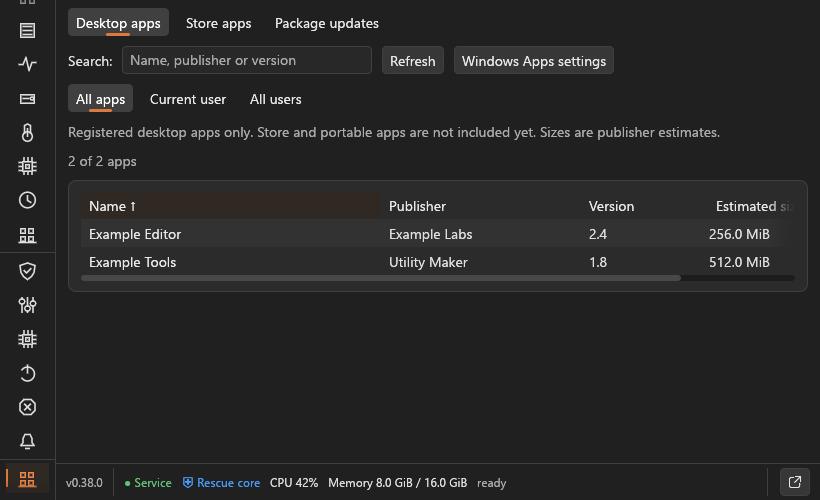 Desktop apps Store apps Package updates
Search: Name, publisher or version Refresh Windows Apps settings
All apps Current user All users
Registered desktop apps only. Store and portable apps are not included yet. Sizes are publisher estimates.
2 of 2 apps
Name ↑ Publisher Version Estimated
Example Editor Example Labs 2.4 256.0 MiB
Example Tools Utility Maker 1.8 512.0 MiB
v0.38.0 Service Rescue core CPU 42% Memory 8.0 GiB / 16.0 GiB ready